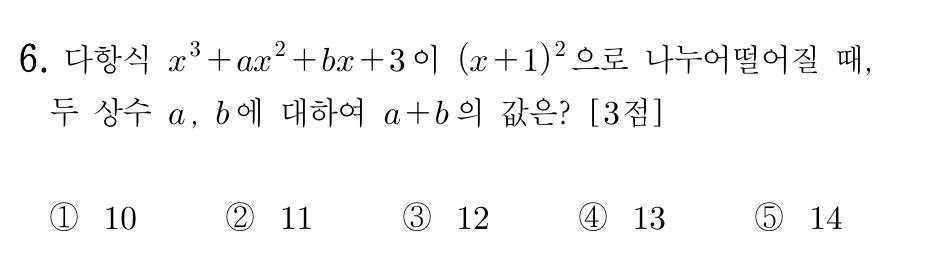 6. 다항식 x³+ax²+bx+3이 (x+1)²으로 나누어떨어질 때,
두 상수 a, b에 대하여 a+b의 값은? [3점]
① 10 ② 11 ③ 12 ④ 13 ⑤ 14